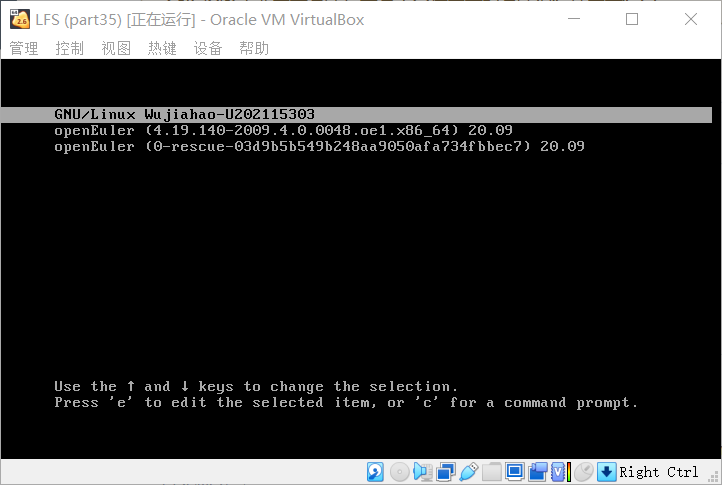 LFS (part35) [正在运行] - Oracle VM VirtualBox
管理 控制 视图 热键 设备 帮助
GNU/Linux Wujiahao-U202115303
openEuler (4.19.140-2009.4.0.0048.oe1.x86_64) 20.09
openEuler (0-rescue-03d9b5b549b248aa9050afa734fbbec7) 20.09
Use the ↑ and ↓ keys to change the selection.
Press 'e' to edit the selected item, or 'c' for a command prompt.
Right Ctrl